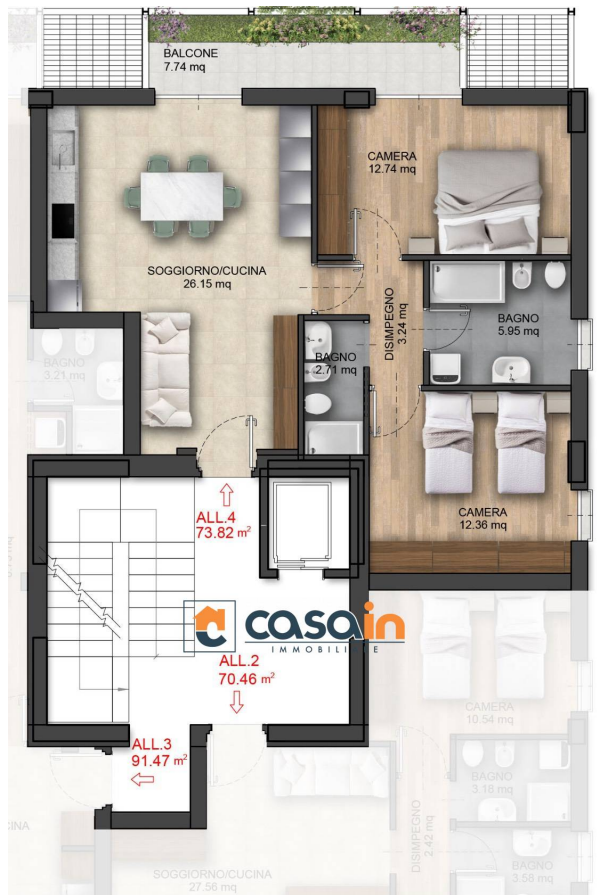 BALCONE
7.74 mq
CAMERA
12.74 mq
SOGGIORNO/CUCINA
26.15 mq
DISIMPEGNO
3.24 mq
BAGNO
5.95 mq
BAGNO
2.71 mq
BAGNO
3.21 mq
CAMERA
12.36 mq
ALL.4
73.82 m²
casain
IMMOBILIARE
ALL.2
70.46 m²
ALL.3
91.47 m²
CAMERA
10.54 mq
BAGNO
3.16 mq
DISIMPEGNO
2.42 mq
BAGNO
3.58 mq
SOGGIORNO/CUCINA
27.56 mq
CINA